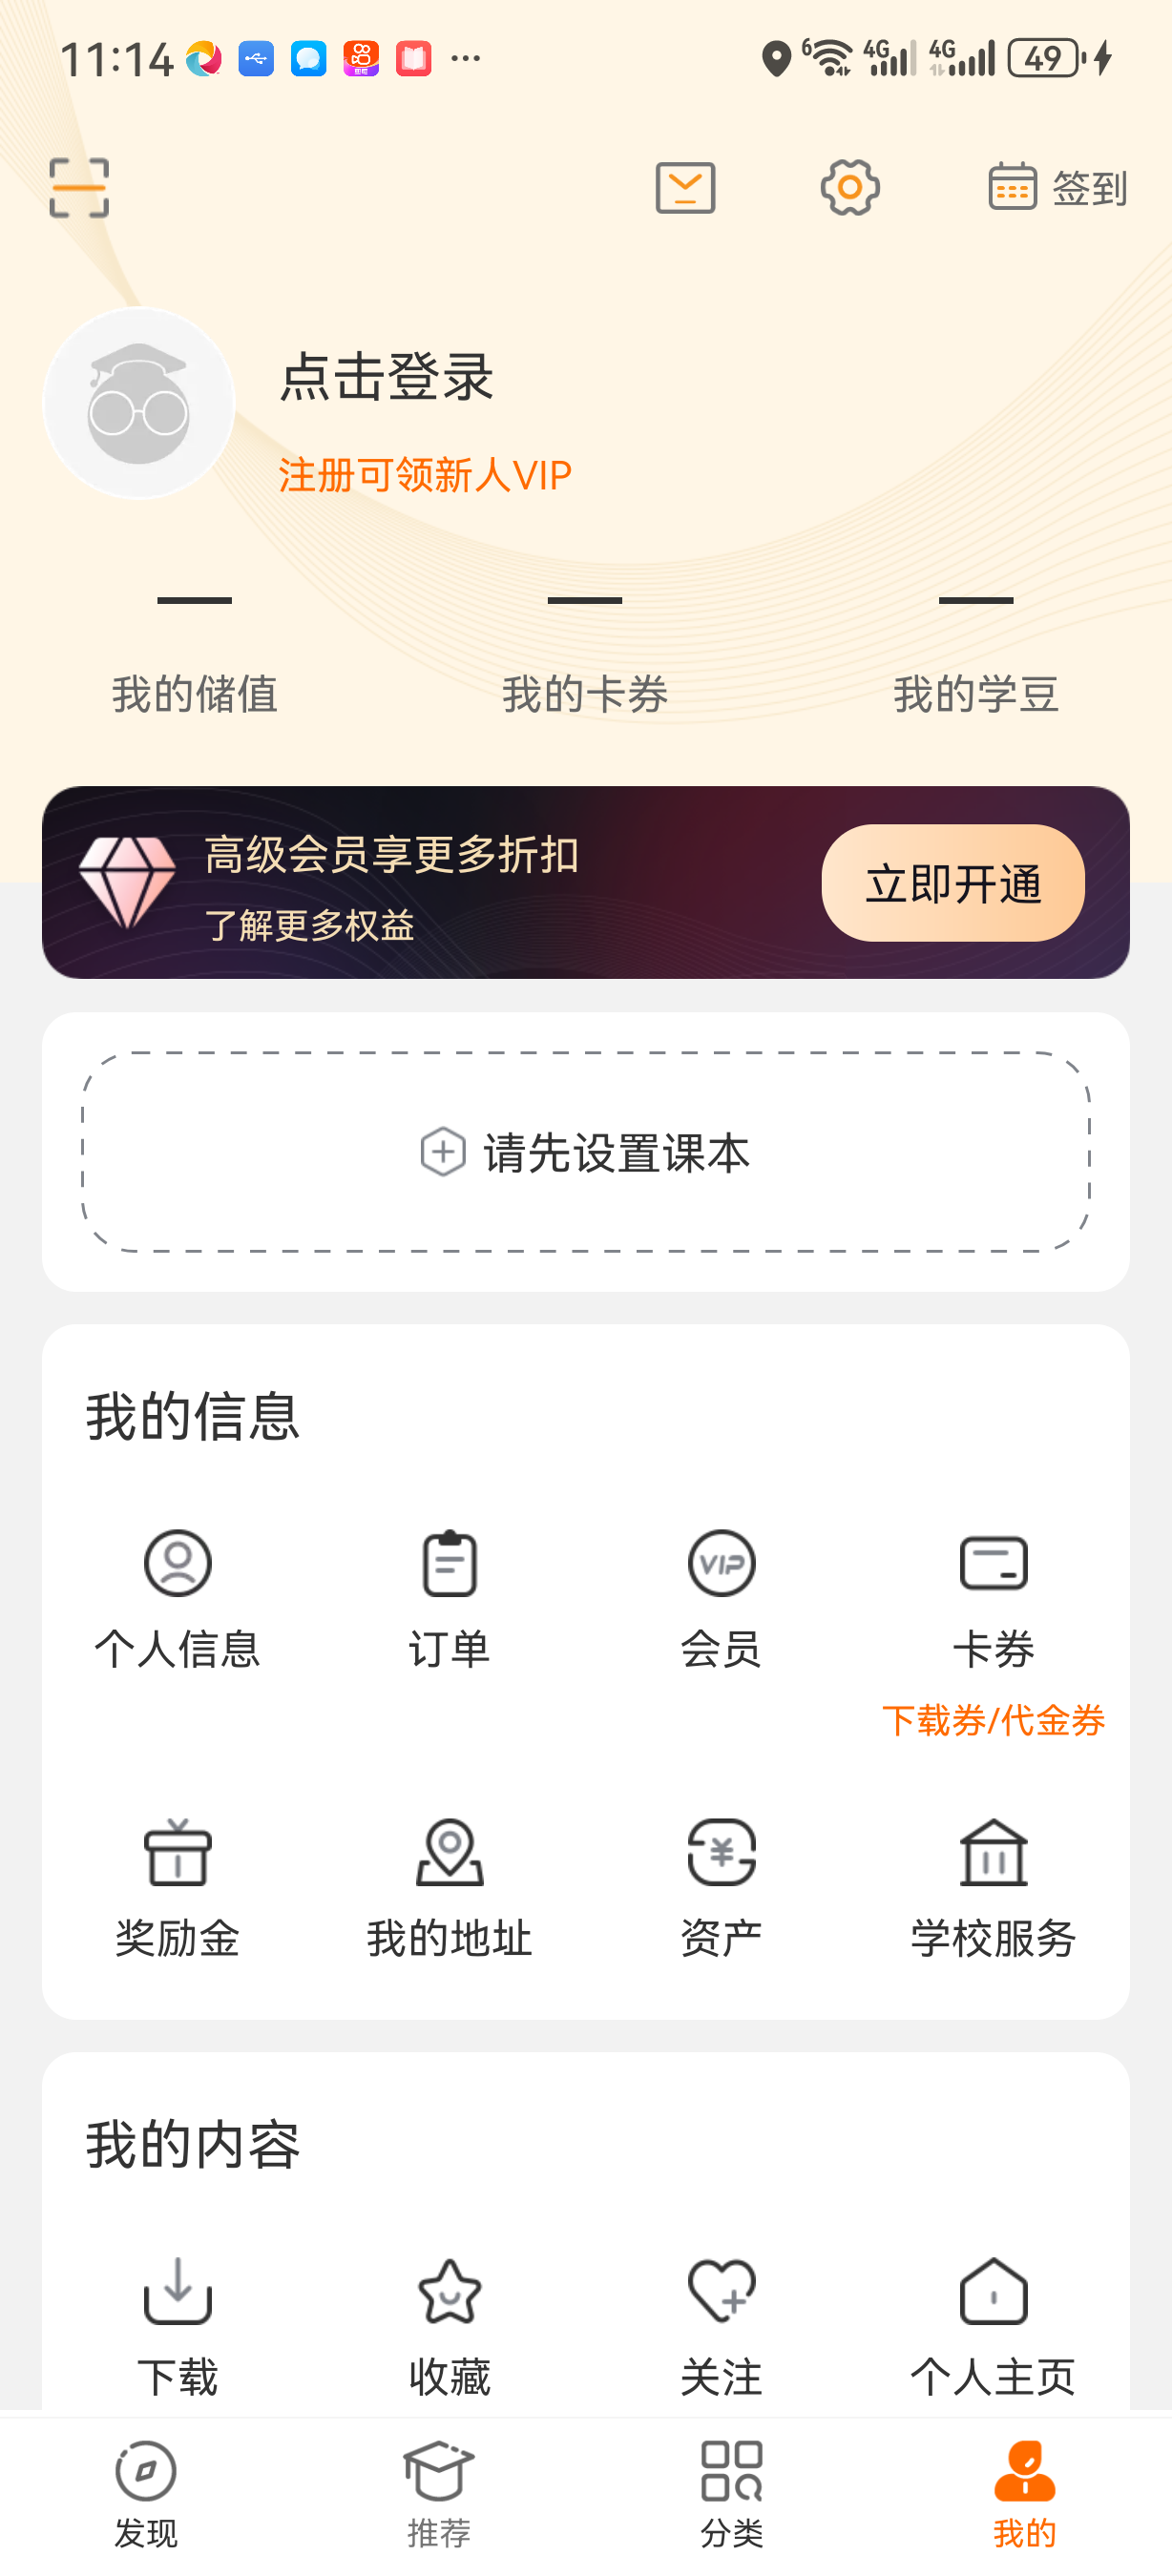 11:14 ··· 6 4G 4G 49
签到
点击登录
注册可领新人VIP
我的储值 我的卡券 我的学豆
高级会员享更多折扣
了解更多权益
立即开通
请先设置课本
我的信息
VIP
个人信息 订单 会员 卡券
下载券/代金券
¥
奖励金 我的地址 资产 学校服务
我的内容
下载 收藏 关注 个人主页
发现 推荐 分类 我的